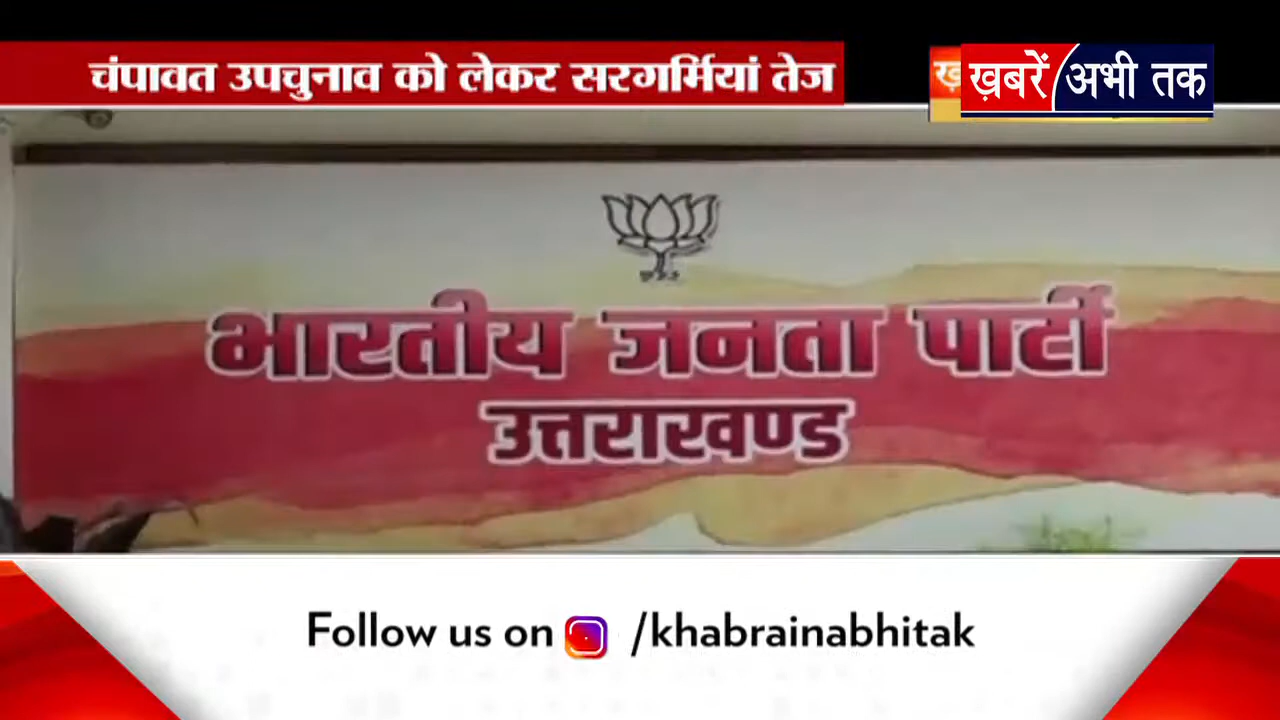 चंपावत उपचुनाव को लेकर सरगर्मियां तेज
ख़बरें अभी तक
भारतीय जनता पार्टी
उत्तराखण्ड
Follow us on /khabrainabhitak